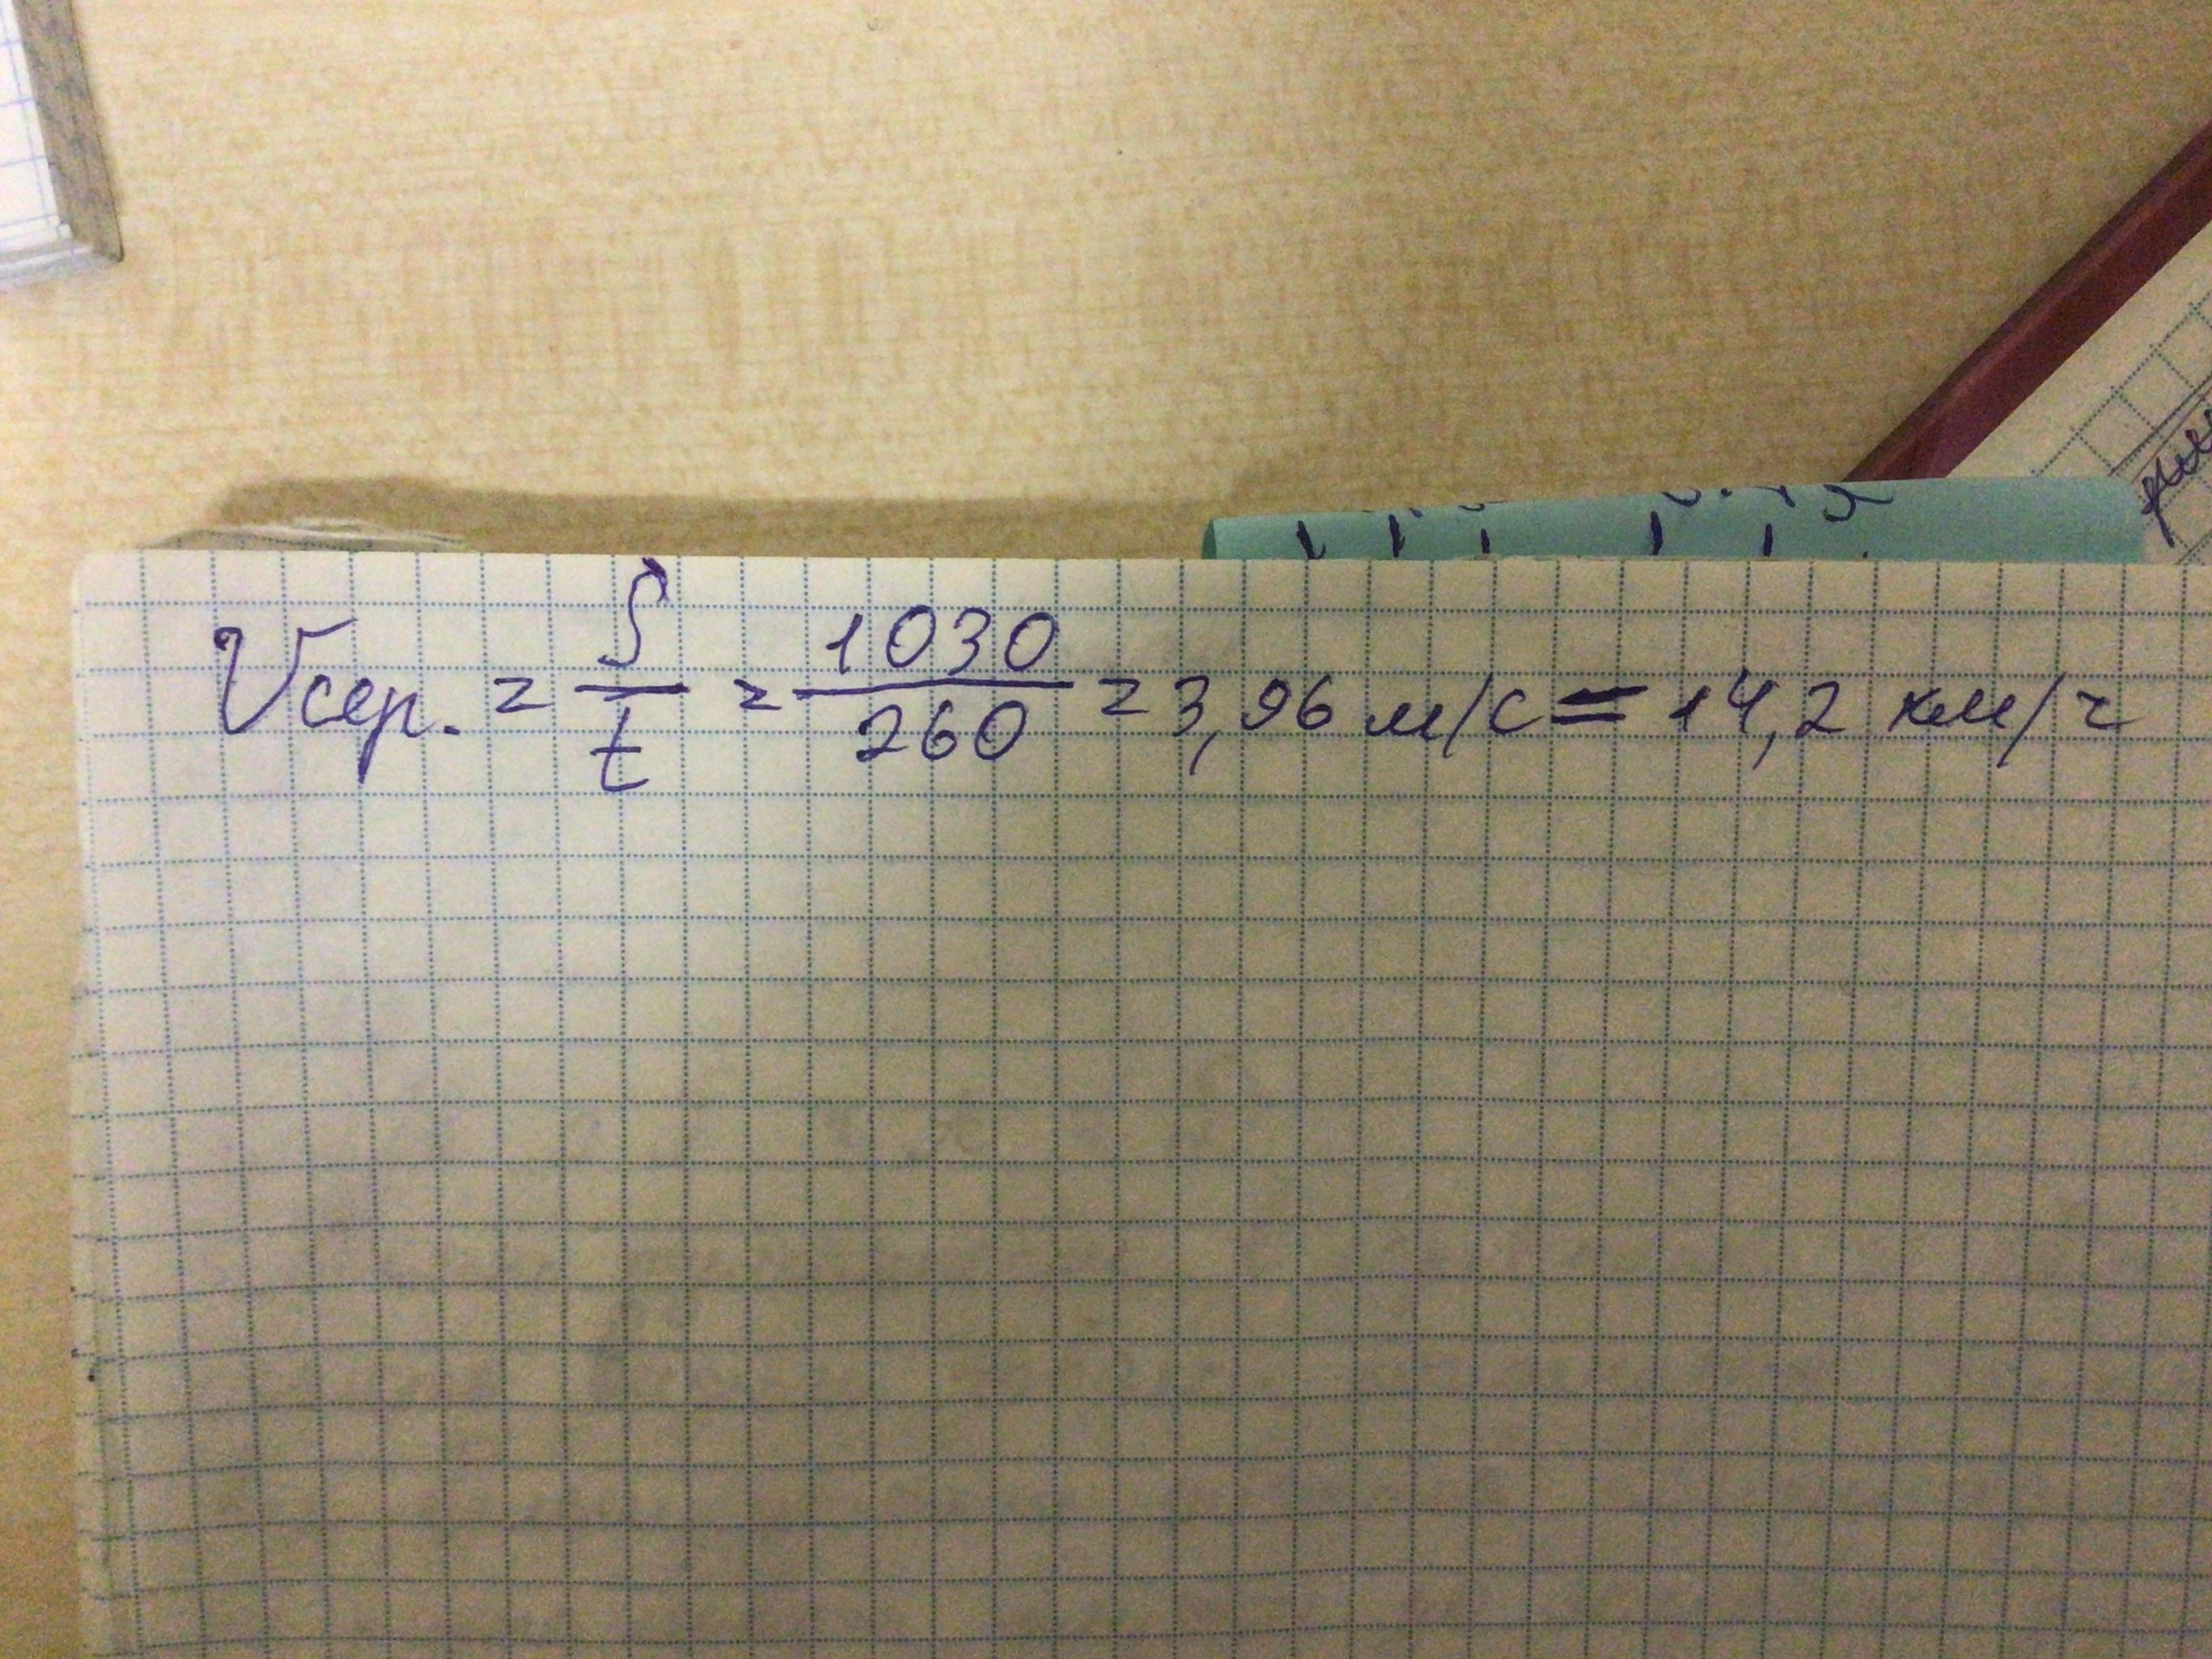 Vсер. = S/t = 1030/260 = 3,96 м/с = 14,2 км/г